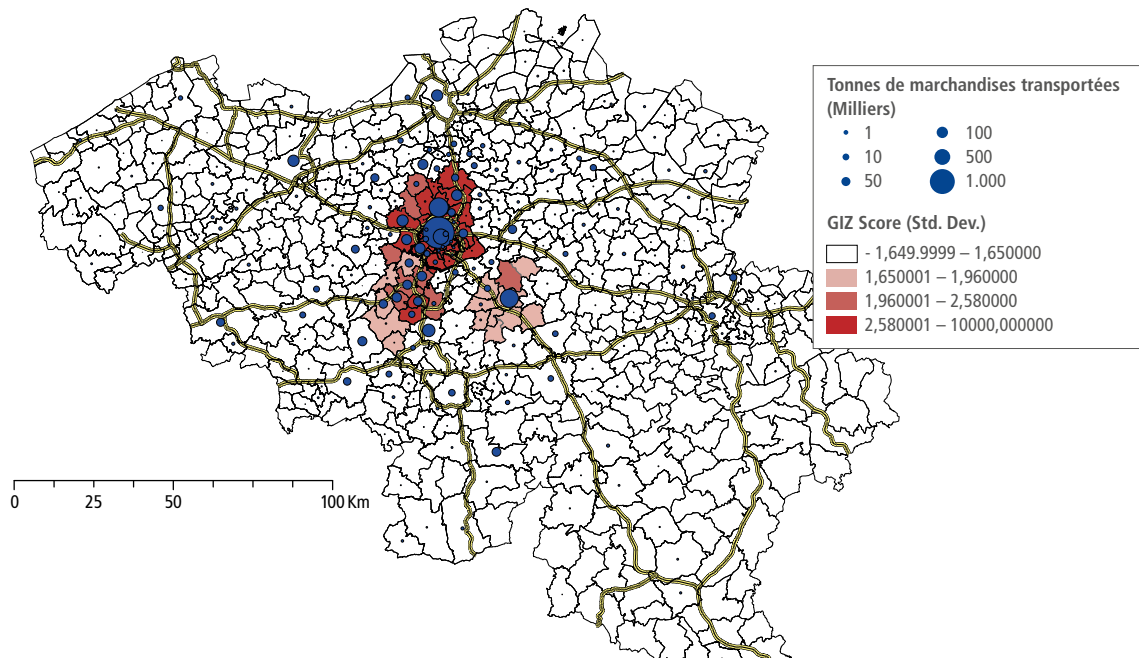 Tonnes de marchandises transportées
(Milliers)
1 100
10 500
50 1.000
GIZ Score (Std. Dev.)
- 1,649.9999 – 1,650000
1,650001 – 1,960000
1,960001 – 2,580000
2,580001 – 10000,000000
0 25 50 100 Km